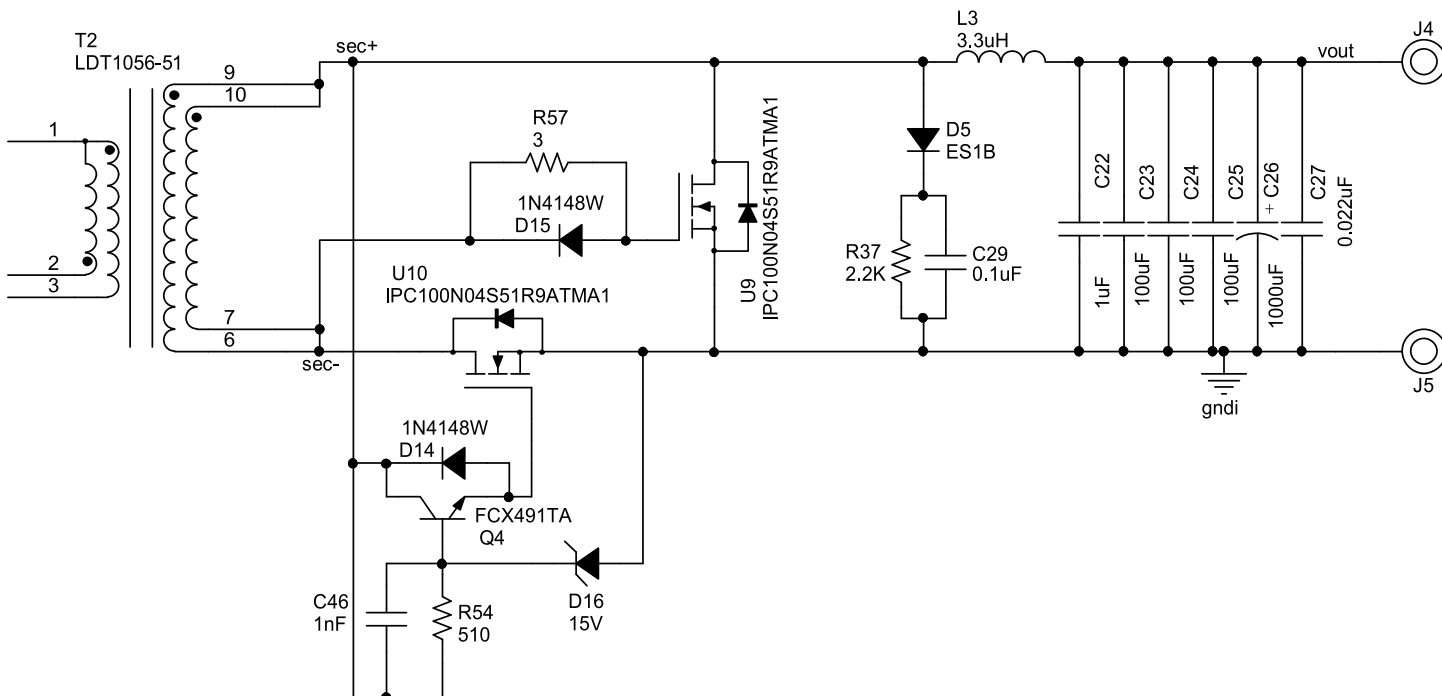 T2
LDT1056-51
1
2
3
9
10
7
6
sec+
sec-
R57
3
1N4148W
D15
U10
IPC100N04S51R9ATMA1
U9
IPC100N04S51R9ATMA1
1N4148W
D14
FCX491TA
Q4
C46
1nF
R54
510
D16
15V
D5
ES1B
R37
2.2K
C29
0.1uF
L3
3.3uH
C22
1uF
C23
100uF
C24
100uF
C25
100uF
C26
+
1000uF
C27
0.022uF
vout
J4
J5
gndi